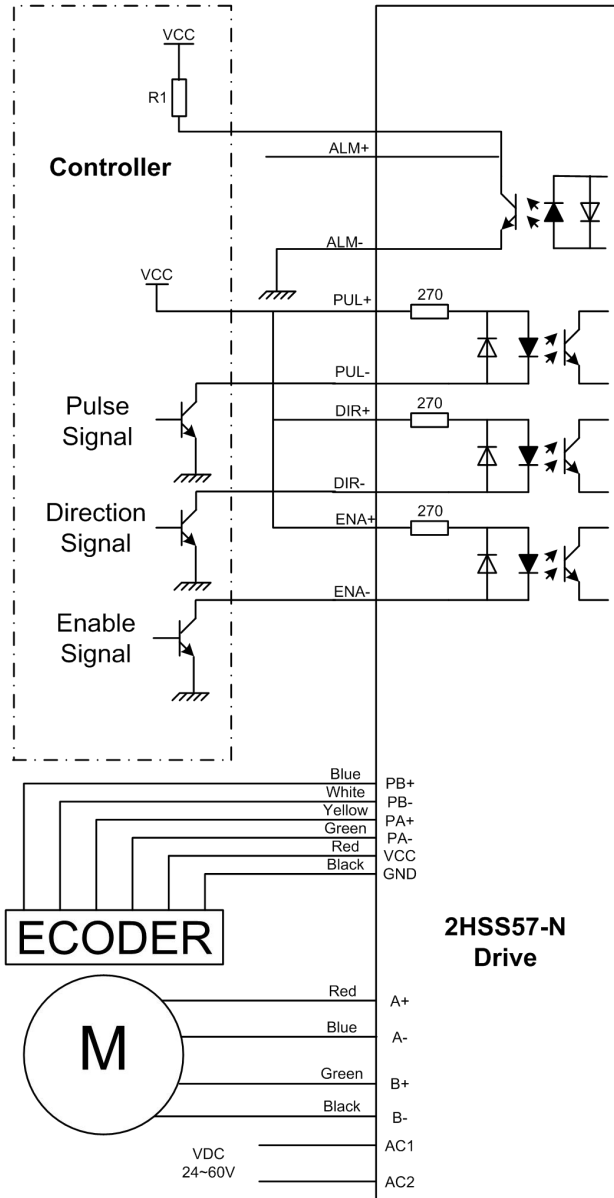 VCC
R1
Controller
ALM+
ALM-
VCC
PUL+
270
PUL-
Pulse
Signal
DIR+
270
DIR-
Direction
Signal
ENA+
270
ENA-
Enable
Signal
Blue PB+
White PB-
Yellow PA+
Green PA-
Red VCC
Black GND
ECODER
2HSS57-N
Drive
M
Red A+
Blue A-
Green B+
Black B-
VDC
24~60V
AC1
AC2